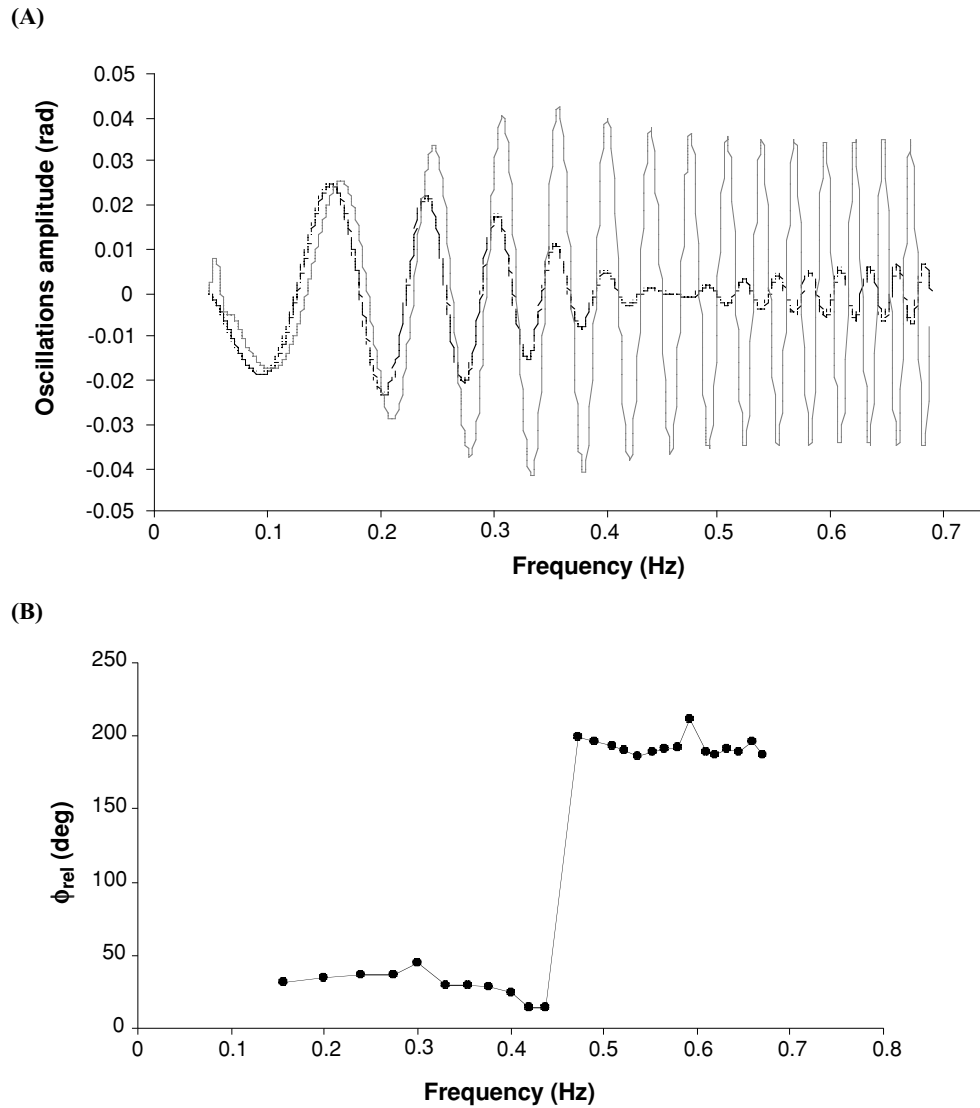 (A)
Oscillations amplitude (rad)
0.05
0.04
0.03
0.02
0.01
0
-0.01
-0.02
-0.03
-0.04
-0.05
0 0.1 0.2 0.3 0.4 0.5 0.6 0.7
Frequency (Hz)
(B)
ϕrel (deg)
250
200
150
100
50
0
0 0.1 0.2 0.3 0.4 0.5 0.6 0.7 0.8
Frequency (Hz)